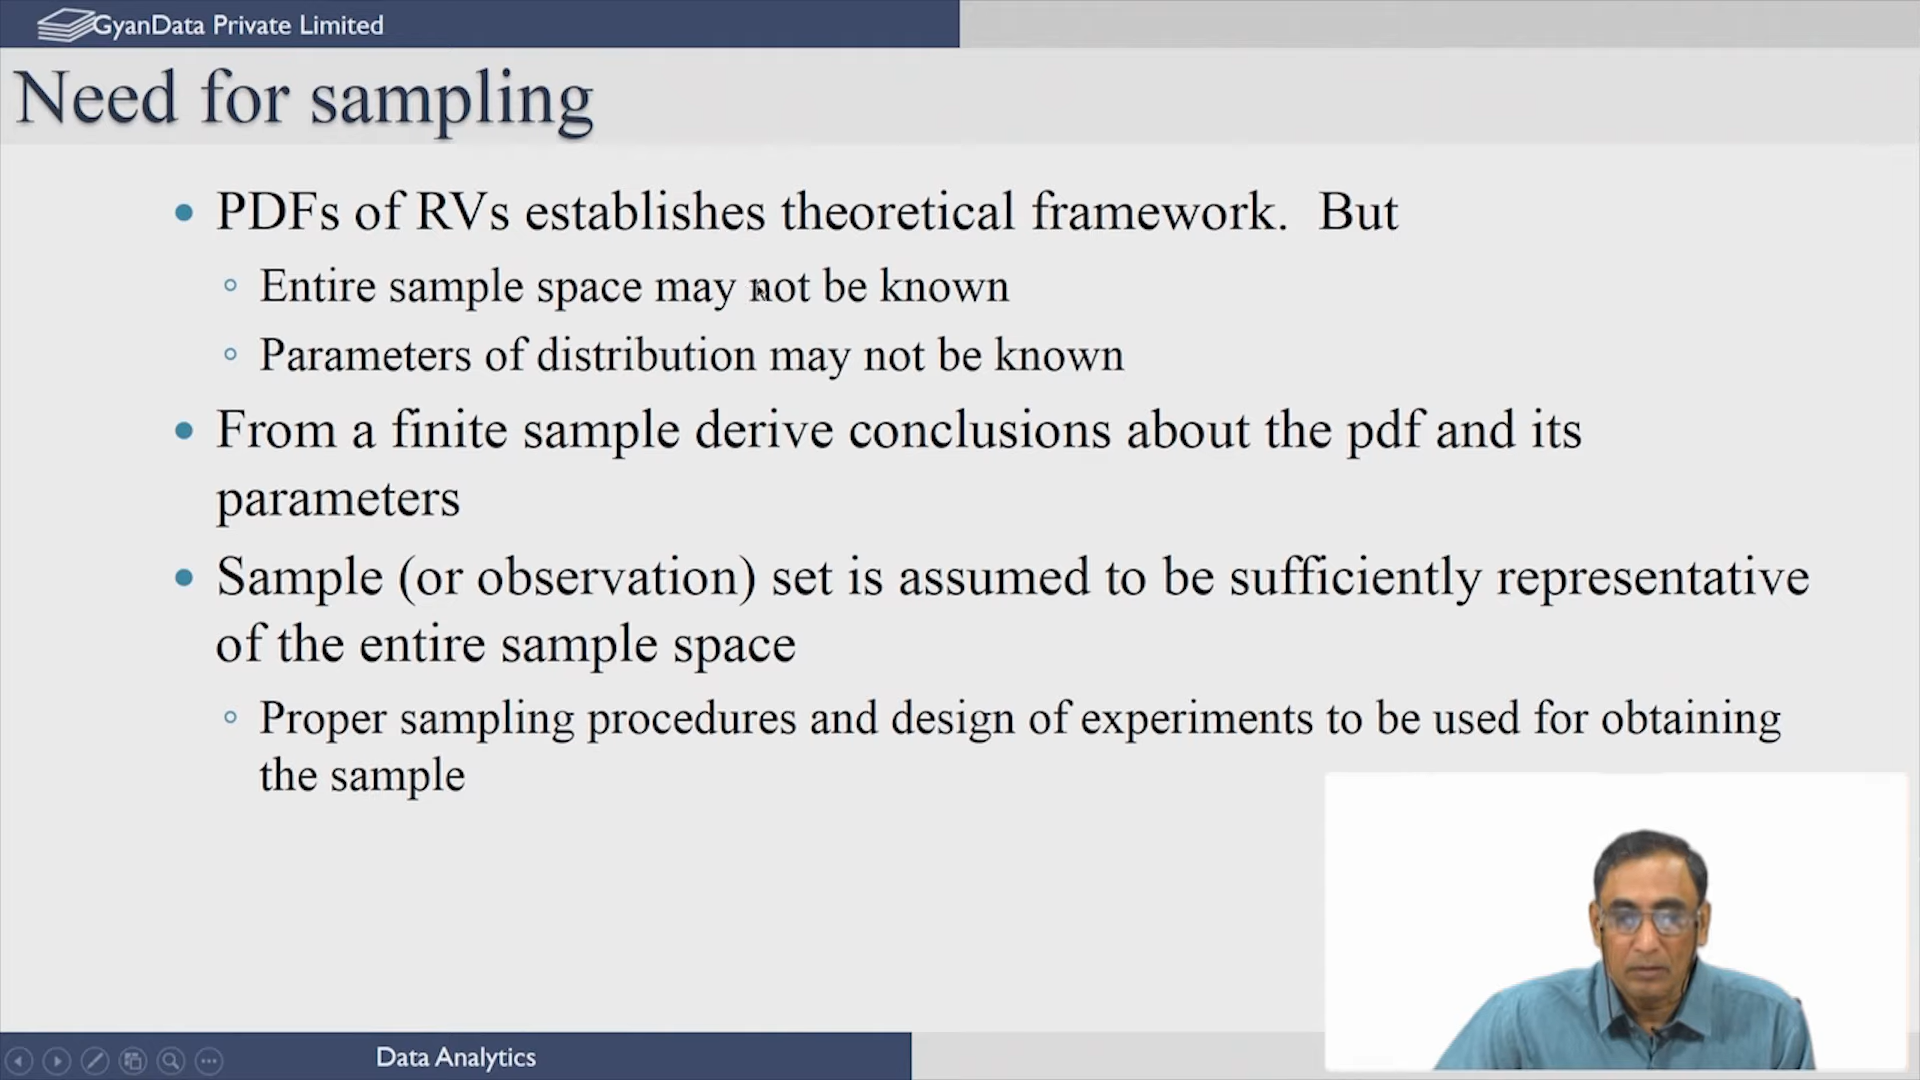 GyanData Private Limited
Need for sampling
• PDFs of RVs establishes theoretical framework.  But
◦ Entire sample space may not be known
◦ Parameters of distribution may not be known
• From a finite sample derive conclusions about the pdf and its
parameters
• Sample (or observation) set is assumed to be sufficiently representative
of the entire sample space
◦ Proper sampling procedures and design of experiments to be used for obtaining
the sample
Data Analytics